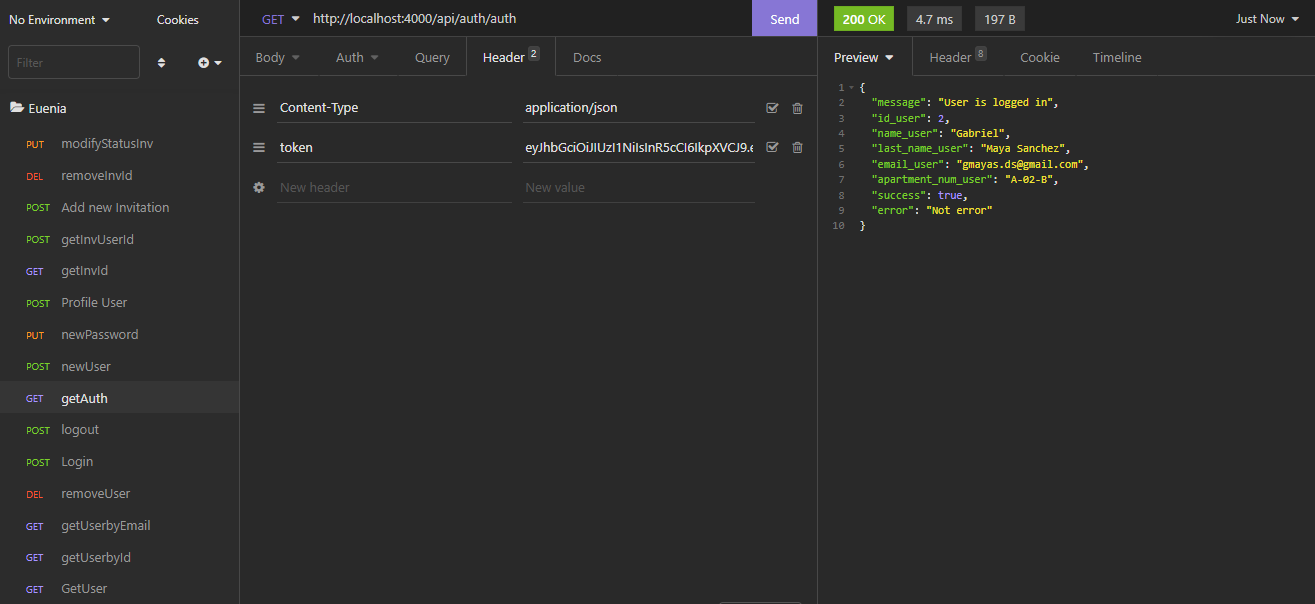 No Environment
Cookies
Filter
Euenia
PUT modifyStatusInv
DEL removeInvId
POST Add new Invitation
POST getInvUserId
GET getInvId
POST Profile User
PUT newPassword
POST newUser
GET getAuth
POST logout
POST Login
DEL removeUser
GET getUserbyEmail
GET getUserbyId
GET GetUser
GET http://localhost:4000/api/auth/auth Send
Body Auth Query Header 2 Docs
Content-Type application/json
token eyJhbGciOiJIUzI1NiIsInR5cCI6IkpXVCJ9.e
New header New value
200 OK 4.7 ms 197 B Just Now
Preview Header 8 Cookie Timeline
1 {
2 "message": "User is logged in",
3 "id_user": 2,
4 "name_user": "Gabriel",
5 "last_name_user": "Maya Sanchez",
6 "email_user": "gmayas.ds@gmail.com",
7 "apartment_num_user": "A-02-B",
8 "success": true,
9 "error": "Not error"
10 }